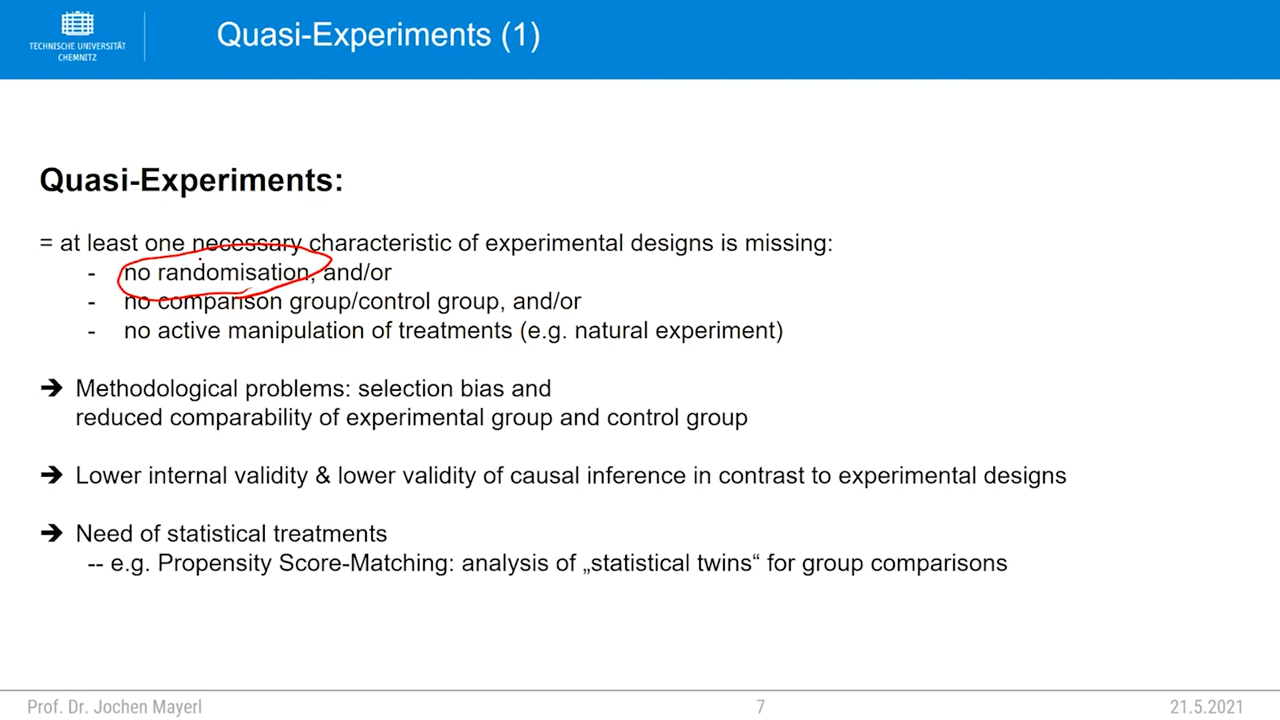 TECHNISCHE UNIVERSITÄT
CHEMNITZ
Quasi-Experiments (1)
Quasi-Experiments:
= at least one necessary characteristic of experimental designs is missing:
- no randomisation, and/or
- no comparison group/control group, and/or
- no active manipulation of treatments (e.g. natural experiment)
➔ Methodological problems: selection bias and
reduced comparability of experimental group and control group
➔ Lower internal validity & lower validity of causal inference in contrast to experimental designs
➔ Need of statistical treatments
-- e.g. Propensity Score-Matching: analysis of „statistical twins“ for group comparisons
Prof. Dr. Jochen Mayerl 7 21.5.2021